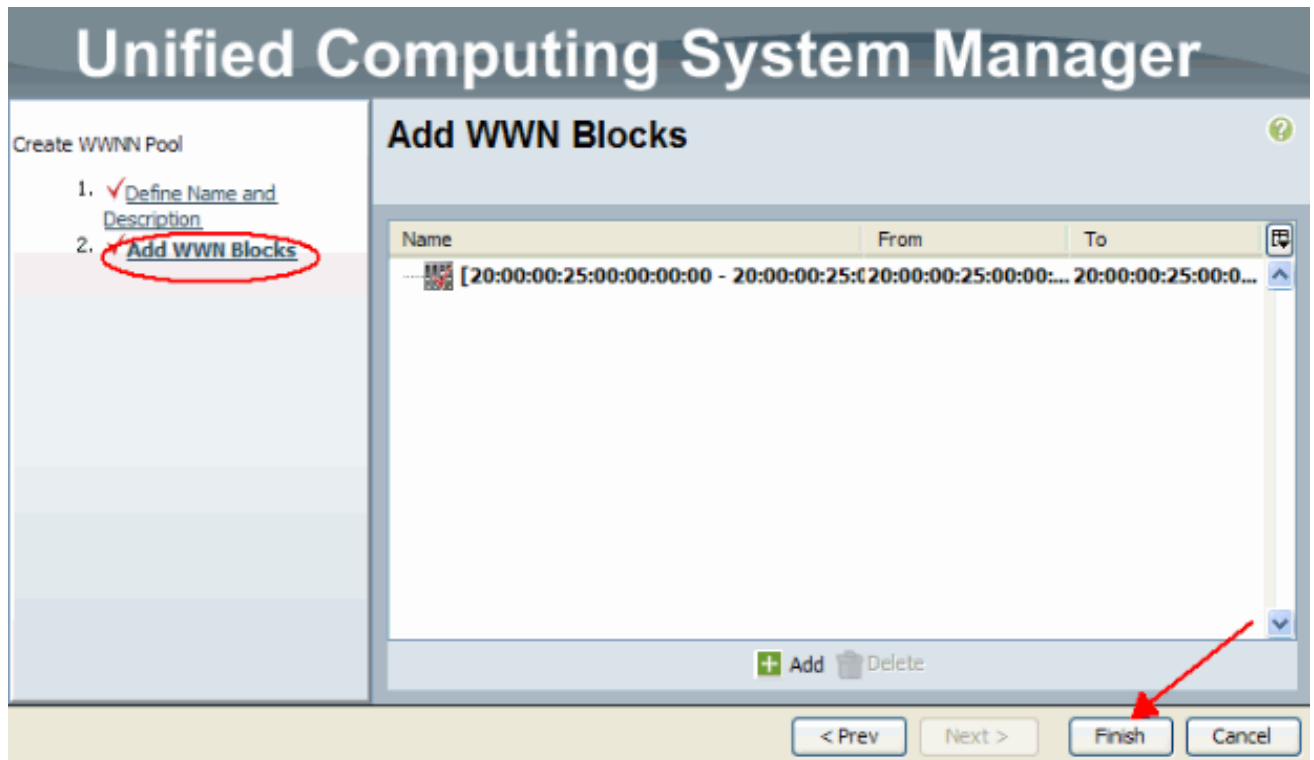 Unified Computing System Manager
Create WWNN Pool
1. Define Name and
Description
2. Add WWN Blocks
Add WWN Blocks
?
Name From To
[20:00:00:25:00:00:00:00 - 20:00:00:25:0 20:00:00:25:00:00:... 20:00:00:25:00:0...
Add Delete
< Prev Next > Finish Cancel